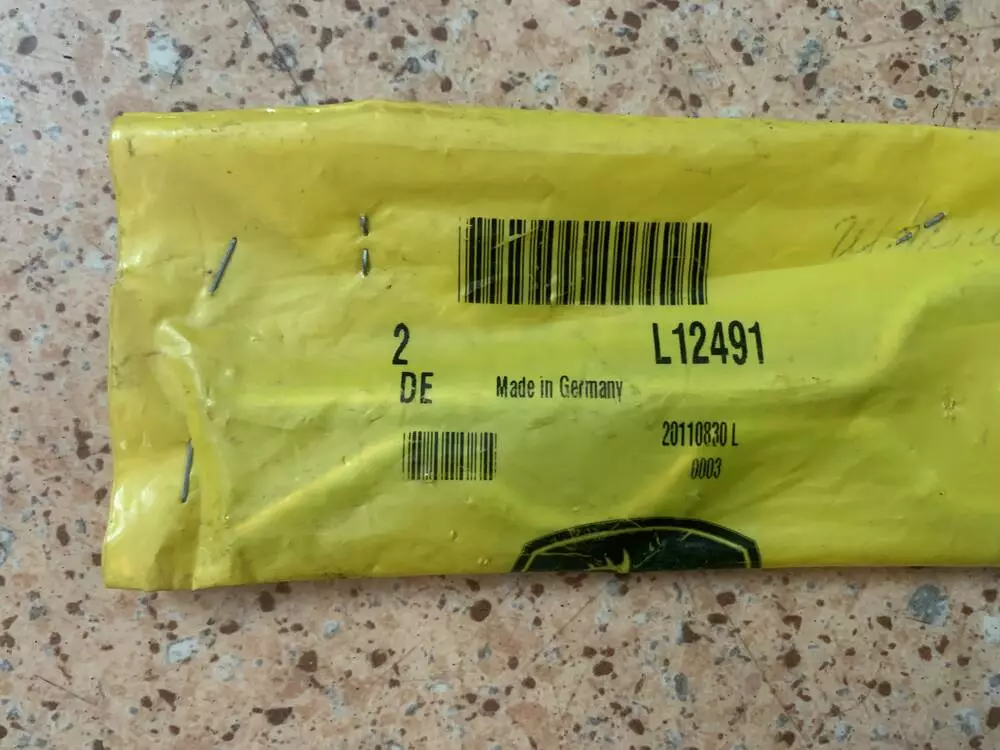 2
L12491
DE
Made in Germany
20110830 L
0003